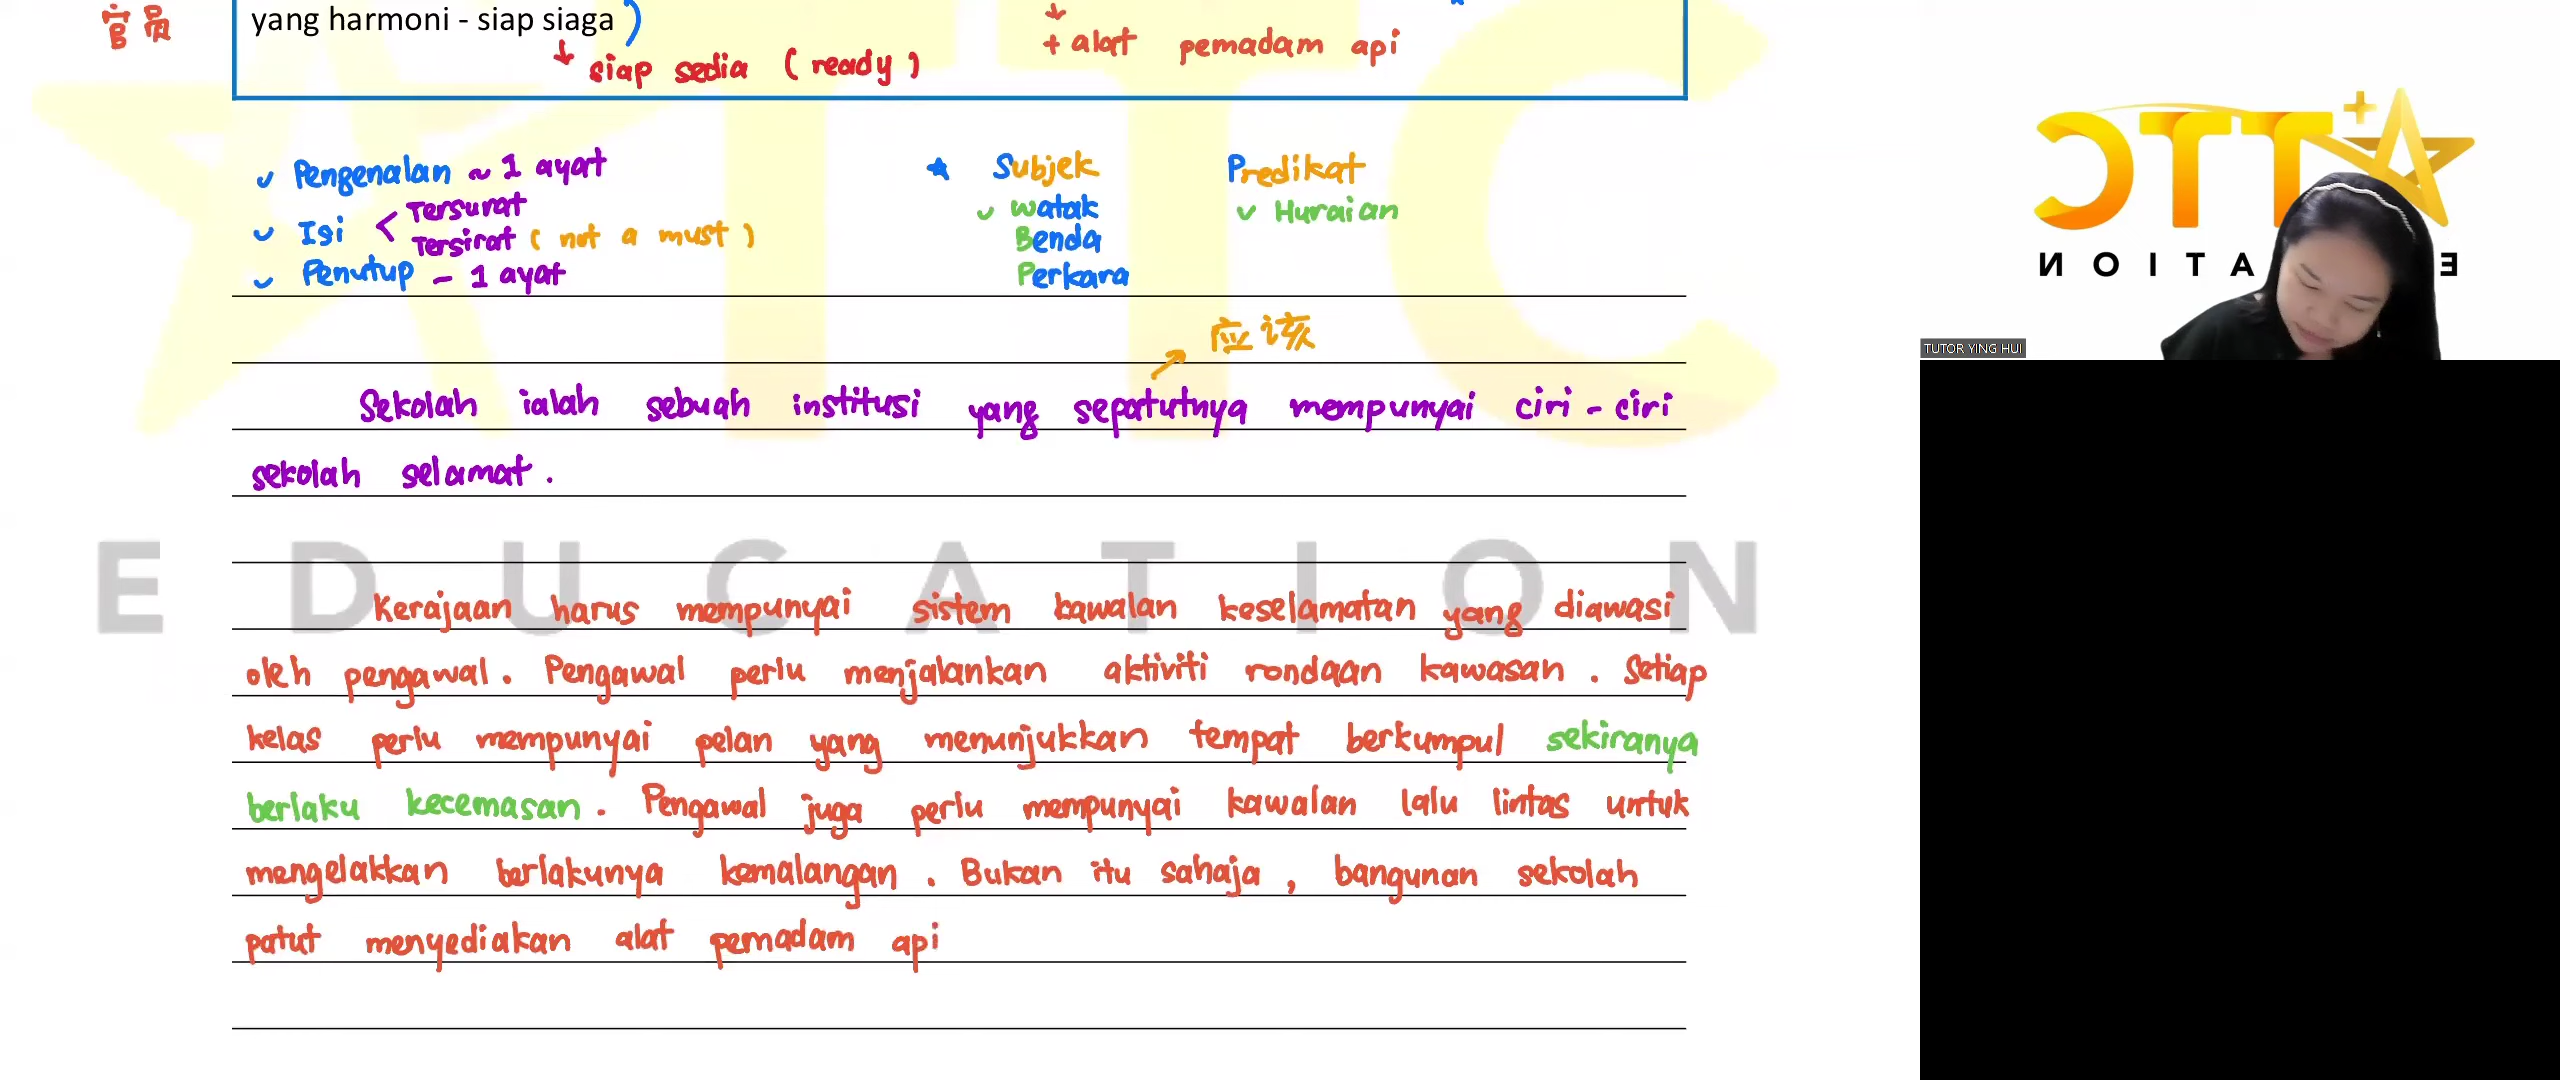 官员
yang harmoni - siap siaga )
↓ siap sedia ( ready )
↓
+ alat pemadam api
✓ Pengenalan ~ 1 ayat
✓ Isi < Tersurat
Tersirat ( not a must )
✓ Penutup - 1 ayat
★ Subjek Predikat
✓ Watak ✓ Huraian
Benda
Perkara
应该
Sekolah ialah sebuah institusi yang sepatutnya mempunyai ciri - ciri
sekolah selamat.
EDUCATION
Kerajaan harus mempunyai sistem kawalan keselamatan yang diawasi
oleh pengawal. Pengawal perlu menjalankan aktiviti rondaan kawasan. Setiap
kelas perlu mempunyai pelan yang menunjukkan tempat berkumpul sekiranya
berlaku kecemasan. Pengawal juga perlu mempunyai kawalan lalu lintas untuk
mengelakkan berlakunya kemalangan. Bukan itu sahaja, bangunan sekolah
patut menyediakan alat pemadam api
TTC
TUTOR YING HUI